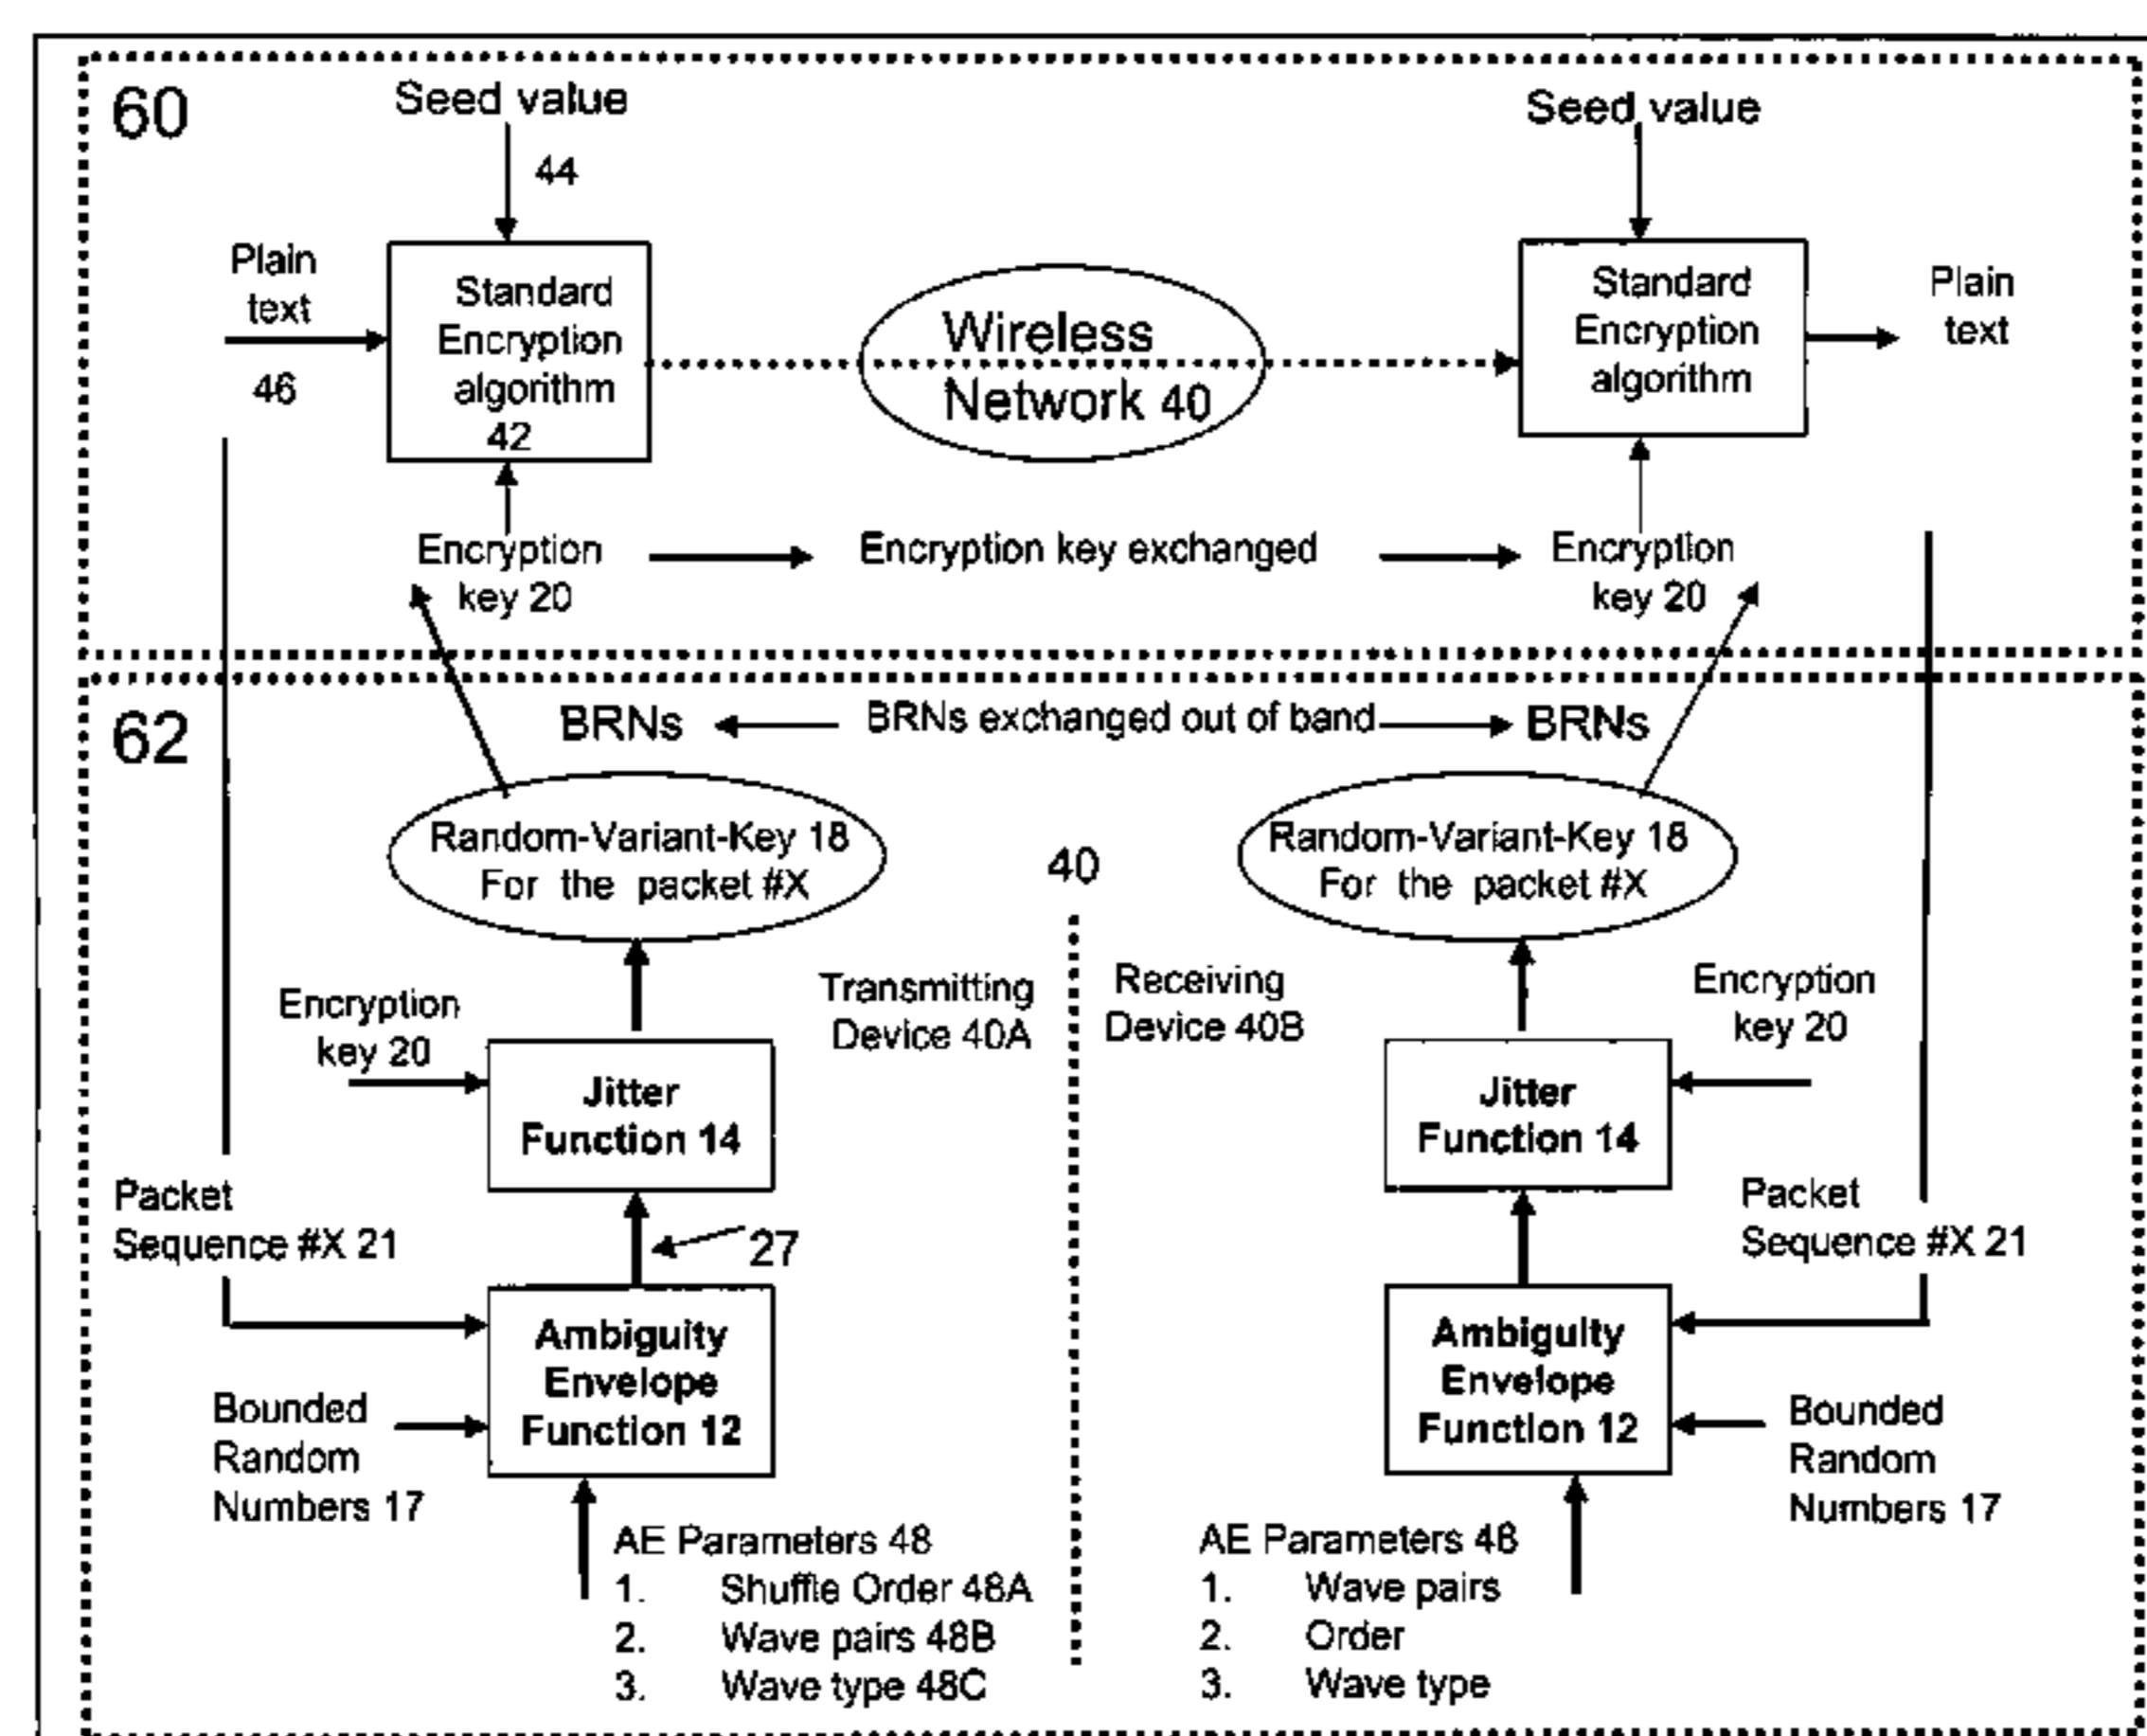 60
Seed value
44
Plain
text
46
Standard
Encryption
algorithm
42
Wireless
Network 40
Seed value
Standard
Encryption
algorithm
Plain
text
Encryption
key 20
Encryption key exchanged
Encryption
key 20
62
BRNs
BRNs exchanged out of band
BRNs
Random-Variant-Key 18
For the packet #X
40
Random-Variant-Key 18
For the packet #X
Encryption
key 20
Transmitting
Device 40A
Receiving
Device 40B
Encryption
key 20
Jitter
Function 14
Jitter
Function 14
Packet
Sequence #X 21
27
Packet
Sequence #X 21
Ambiguity
Envelope
Function 12
Ambiguity
Envelope
Function 12
Bounded
Random
Numbers 17
Bounded
Random
Numbers 17
AE Parameters 48
1. Shuffle Order 48A
2. Wave pairs 48B
3. Wave type 48C
AE Parameters 48
1. Wave pairs
2. Order
3. Wave type